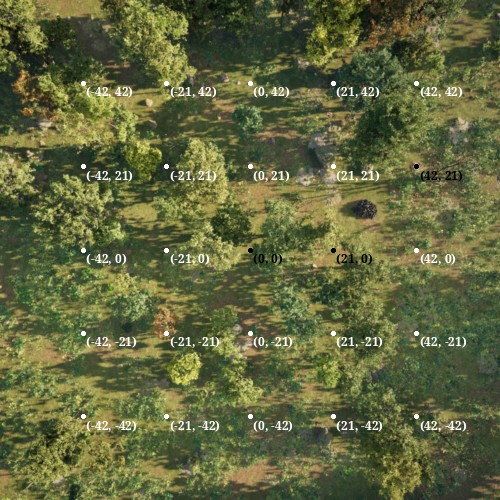 (-42, 42) (-21, 42) (0, 42) (21, 42) (42, 42)
(-42, 21) (-21, 21) (0, 21) (21, 21) (42, 21)
(-42, 0) (-21, 0) (0, 0) (21, 0) (42, 0)
(-42, -21) (-21, -21) (0, -21) (21, -21) (42, -21)
(-42, -42) (-21, -42) (0, -42) (21, -42) (42, -42)